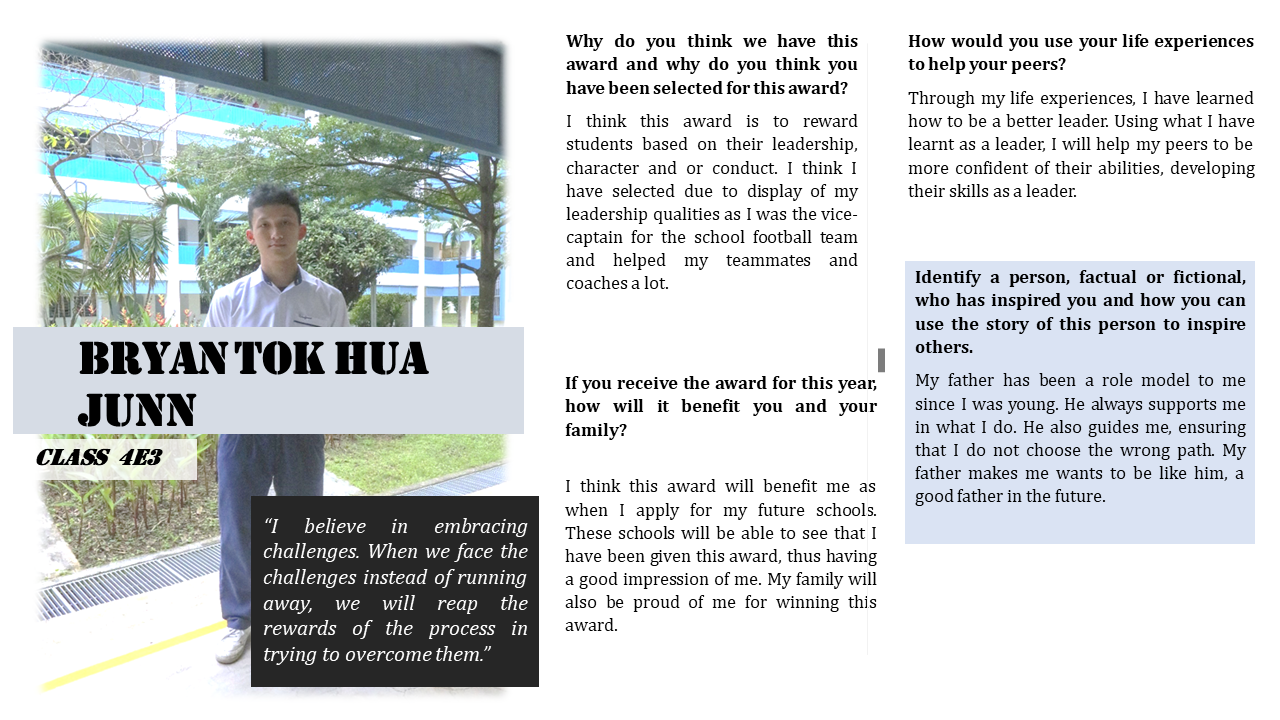 BRYAN TOK HUA
JUNN
CLASS 4E3
“I believe in embracing
challenges. When we face the
challenges instead of running
away, we will reap the
rewards of the process in
trying to overcome them.”
Why do you think we have this
award and why do you think you
have been selected for this award?
I think this award is to reward
students based on their leadership,
character and or conduct. I think I
have selected due to display of my
leadership qualities as I was the vice-
captain for the school football team
and helped my teammates and
coaches a lot.
If you receive the award for this year,
how will it benefit you and your
family?
I think this award will benefit me as
when I apply for my future schools.
These schools will be able to see that I
have been given this award, thus having
a good impression of me. My family will
also be proud of me for winning this
award.
How would you use your life experiences
to help your peers?
Through my life experiences, I have learned
how to be a better leader. Using what I have
learnt as a leader, I will help my peers to be
more confident of their abilities, developing
their skills as a leader.
Identify a person, factual or fictional,
who has inspired you and how you can
use the story of this person to inspire
others.
My father has been a role model to me
since I was young. He always supports me
in what I do. He also guides me, ensuring
that I do not choose the wrong path. My
father makes me wants to be like him, a
good father in the future.